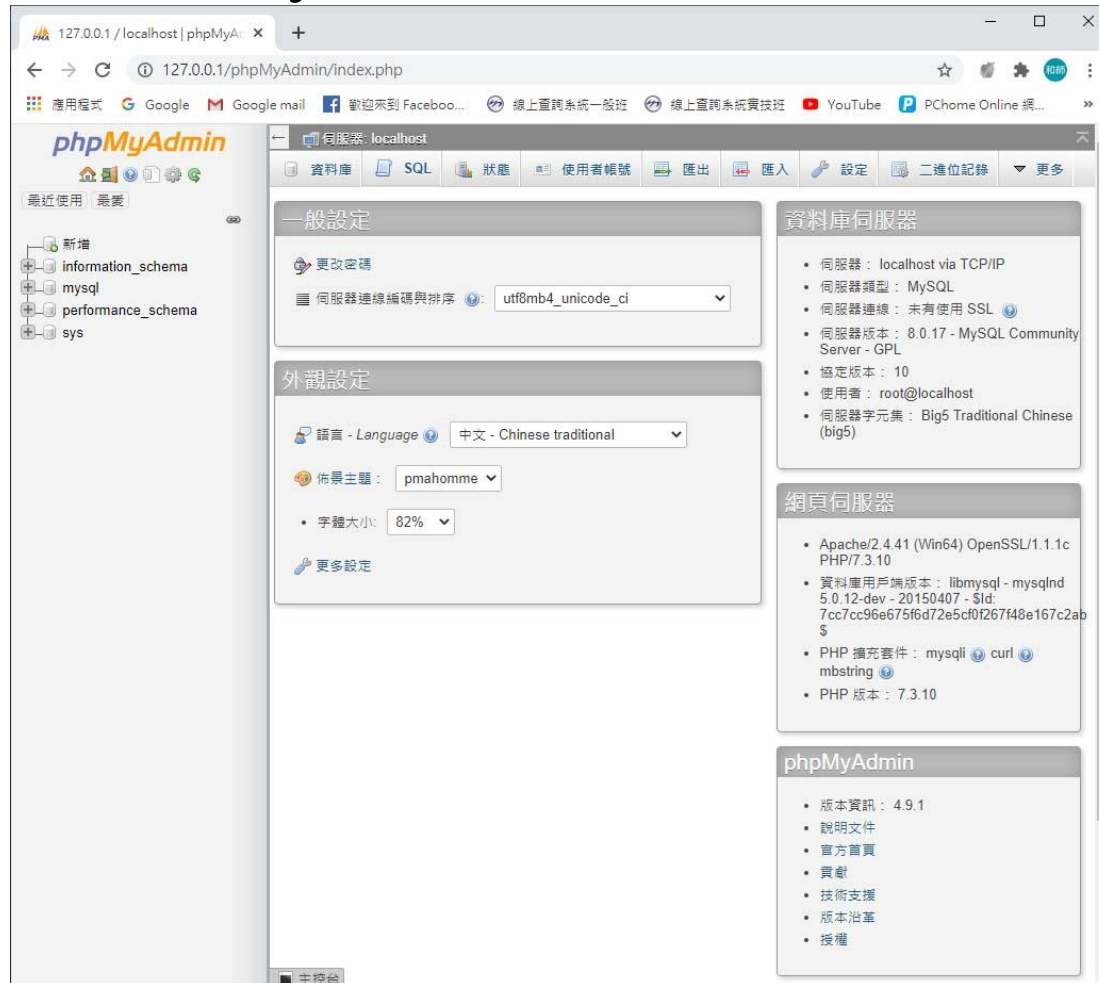 127.0.0.1 / localhost | phpMyA
127.0.0.1/phpMyAdmin/index.php
和師
應用程式 Google Google mail 歡迎來到 Faceboo... 線上查詢系統一般班 線上查詢系統實技班 YouTube PChome Online 網... »
phpMyAdmin
最近使用 最愛
新增
information_schema
mysql
performance_schema
sys
伺服器: localhost
資料庫 SQL 狀態 使用者帳號 匯出 匯入 設定 二進位記錄 更多
一般設定
更改密碼
伺服器連線編碼與排序 : utf8mb4_unicode_ci
外觀設定
語言 - Language 中文 - Chinese traditional
佈景主題： pmahomme
• 字體大小: 82%
更多設定
資料庫伺服器
• 伺服器： localhost via TCP/IP
• 伺服器類型： MySQL
• 伺服器連線： 未有使用 SSL
• 伺服器版本： 8.0.17 - MySQL Community
Server - GPL
• 協定版本： 10
• 使用者： root@localhost
• 伺服器字元集： Big5 Traditional Chinese
(big5)
網頁伺服器
• Apache/2.4.41 (Win64) OpenSSL/1.1.1c
PHP/7.3.10
• 資料庫用戶端版本： libmysql - mysqlnd
5.0.12-dev - 20150407 - $Id:
7cc7cc96e675f6d72e5cf0f267f48e167c2ab
$
• PHP 擴充套件： mysqli curl
mbstring
• PHP 版本： 7.3.10
phpMyAdmin
• 版本資訊： 4.9.1
• 說明文件
• 官方首頁
• 貢獻
• 技術支援
• 版本沿革
• 授權
主控台